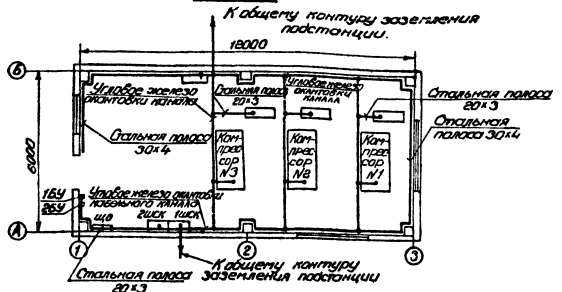 К общему контуру заземления
подстанции.
18000
Б
6000
Угловое железо
окантовки канала
Стальная полоса
20×3
Угловое железо
окантовки
канала
Стальная полоса
20×3
Стальная полоса
30×4
Стальная
полоса 30×4
Ком-
прес-
сор
№3
Ком-
прес-
сор
№2
Ком-
прес-
сор
№1
1БУ
2БУ
Угловое железо окантовки
кабельного канала
ЩО
2ШСК
1ШСК
А
1
2
3
К общему контуру
заземления подстанции
Стальная полоса
20×3